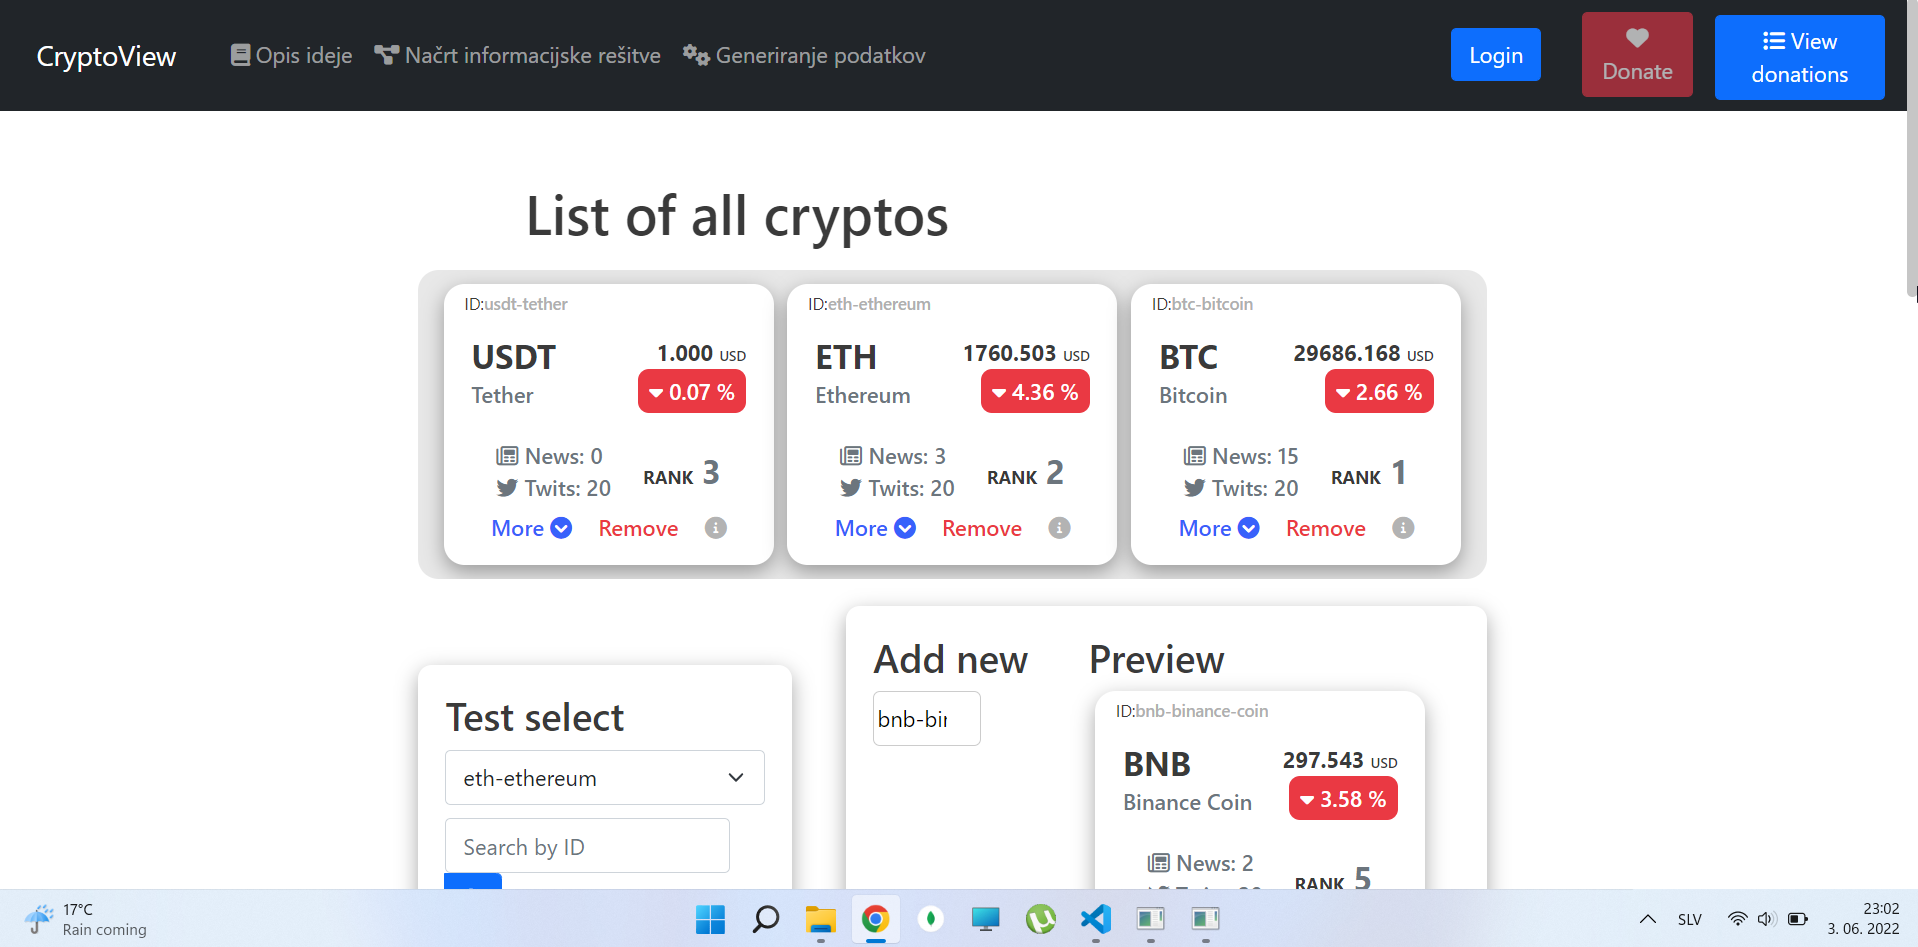 CryptoView
Opis ideje
Načrt informacijske rešitve
Generiranje podatkov
Login
Donate
View
donations
List of all cryptos
ID:usdt-tether
USDT
1.000 USD
Tether
0.07 %
News: 0
Twits: 20
RANK 3
More
Remove
ID:eth-ethereum
ETH
1760.503 USD
Ethereum
4.36 %
News: 3
Twits: 20
RANK 2
More
Remove
ID:btc-bitcoin
BTC
29686.168 USD
Bitcoin
2.66 %
News: 15
Twits: 20
RANK 1
More
Remove
Test select
eth-ethereum
Search by ID
Add new
bnb-bin
Preview
ID:bnb-binance-coin
BNB
297.543 USD
Binance Coin
3.58 %
News: 2
RANK 5
17°C
Rain coming
SLV
23:02
3. 06. 2022